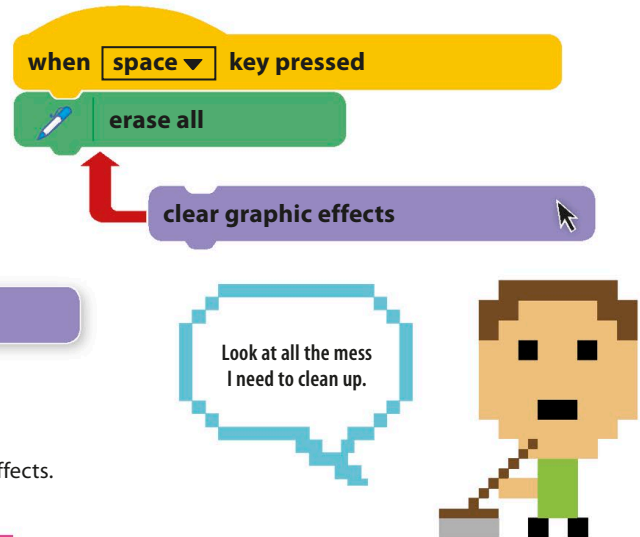 when space key pressed
erase all
clear graphic effects
Look at all the mess
I need to clean up.
ffects.